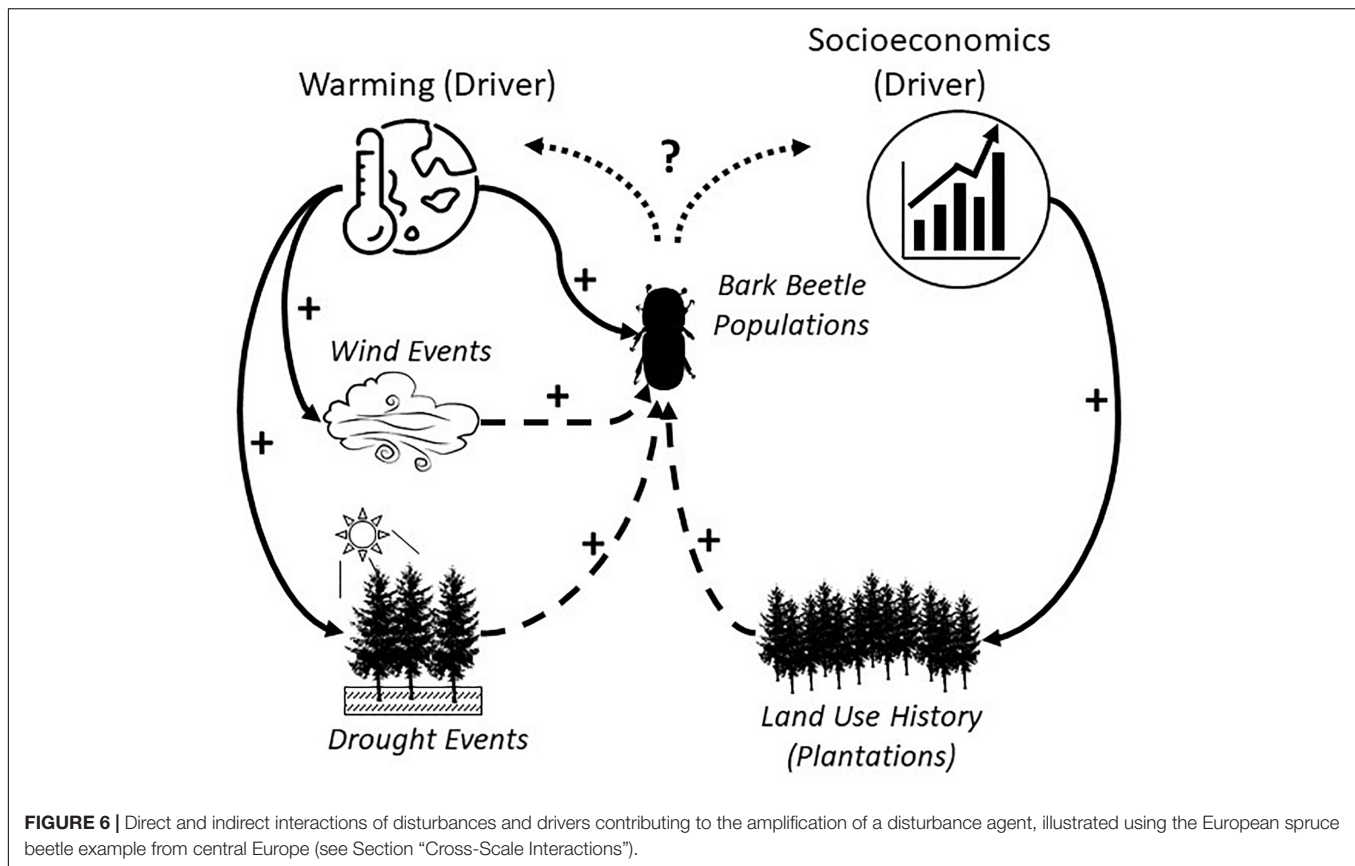 Socioeconomics
(Driver)
Warming (Driver)
?
+
Bark Beetle
Populations
+
Wind Events
+
+
+
+
+
Drought Events
Land Use History
(Plantations)
FIGURE 6 | Direct and indirect interactions of disturbances and drivers contributing to the amplification of a disturbance agent, illustrated using the European spruce
beetle example from central Europe (see Section “Cross-Scale Interactions”).